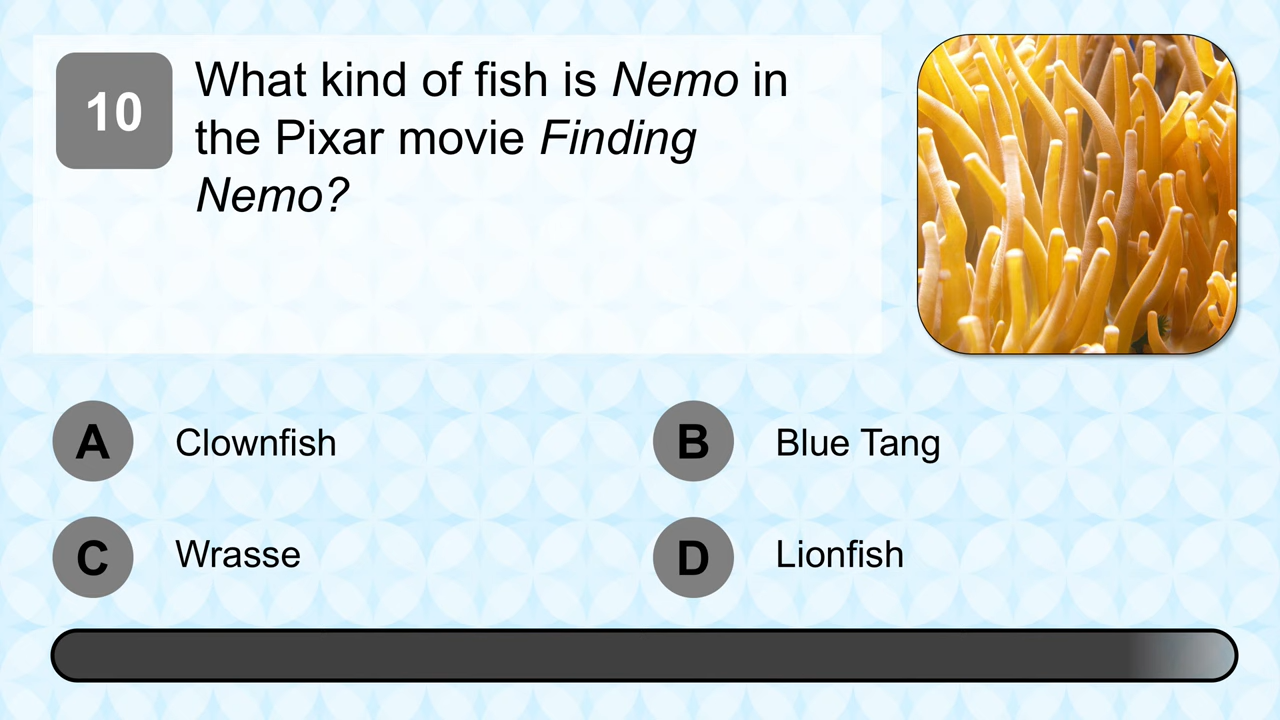 10
What kind of fish is Nemo in
the Pixar movie Finding
Nemo?
A Clownfish
B Blue Tang
C Wrasse
D Lionfish